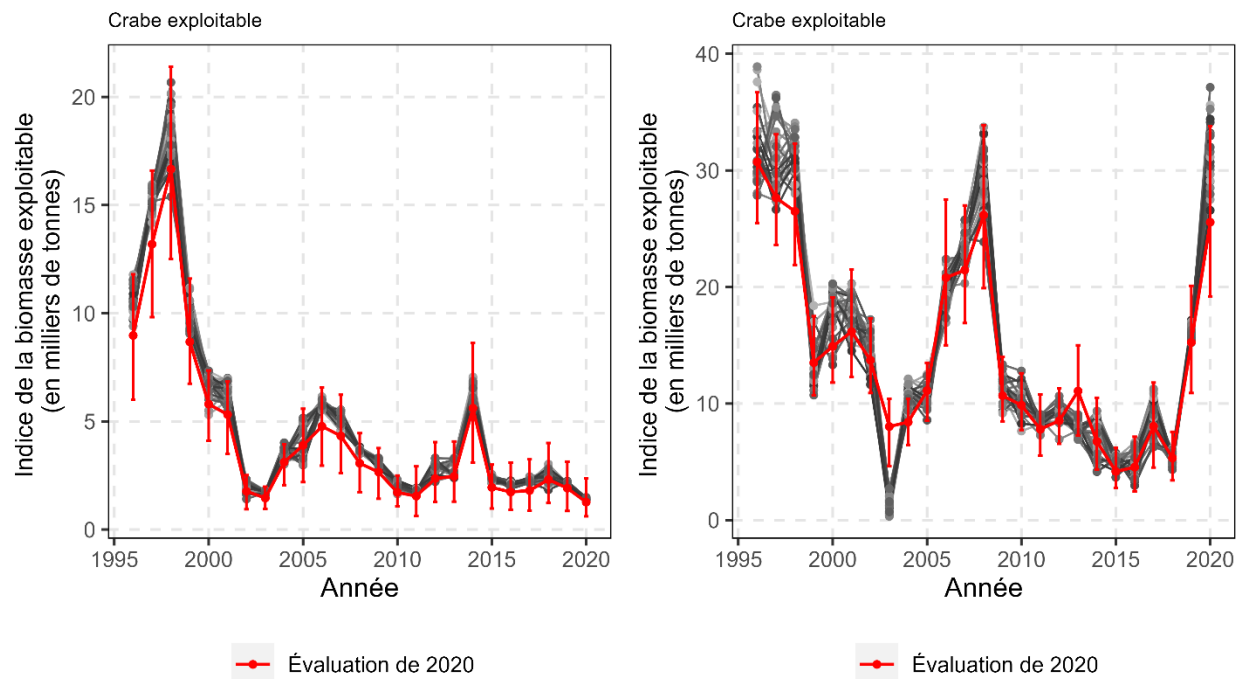 Crabe exploitable
Indice de la biomasse exploitable
(en milliers de tonnes)
20
15
10
5
0
1995 2000 2005 2010 2015 2020
Année
Évaluation de 2020
Crabe exploitable
Indice de la biomasse exploitable
(en milliers de tonnes)
40
30
20
10
0
1995 2000 2005 2010 2015 2020
Année
Évaluation de 2020